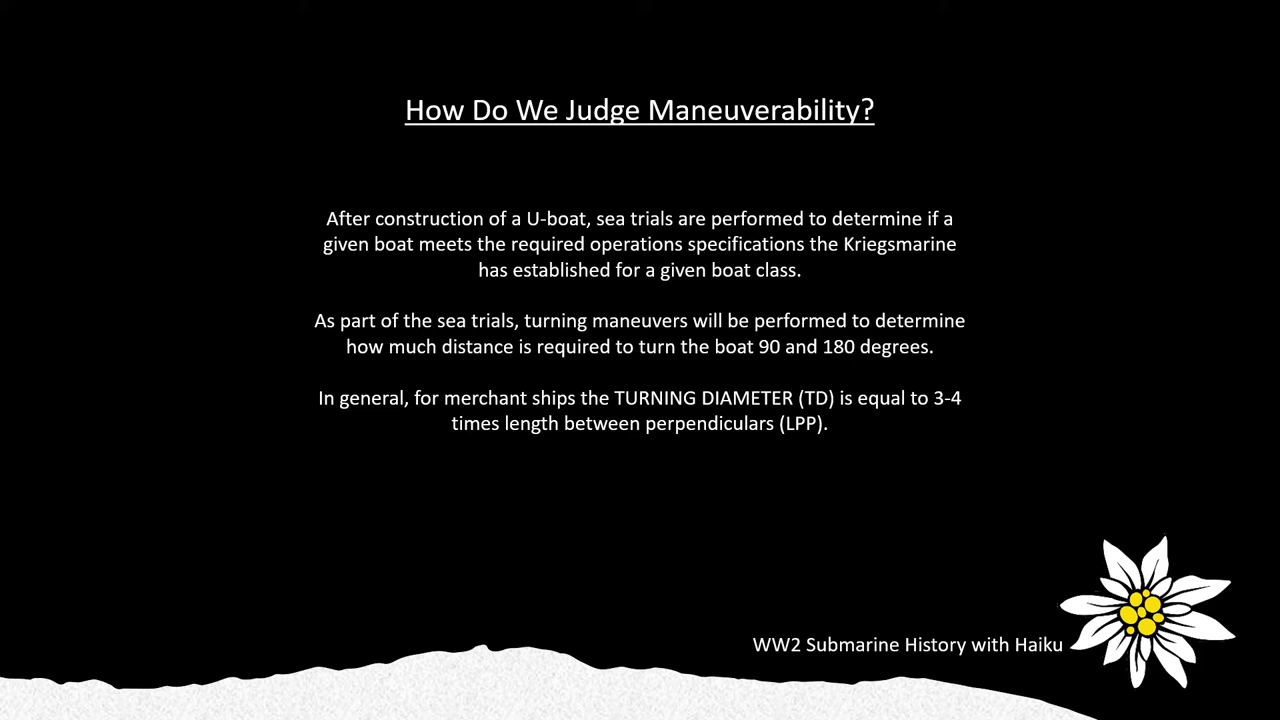 How Do We Judge Maneuverability?
After construction of a U-boat, sea trials are performed to determine if a
given boat meets the required operations specifications the Kriegsmarine
has established for a given boat class.
As part of the sea trials, turning maneuvers will be performed to determine
how much distance is required to turn the boat 90 and 180 degrees.
In general, for merchant ships the TURNING DIAMETER (TD) is equal to 3-4
times length between perpendiculars (LPP).
WW2 Submarine History with Haiku